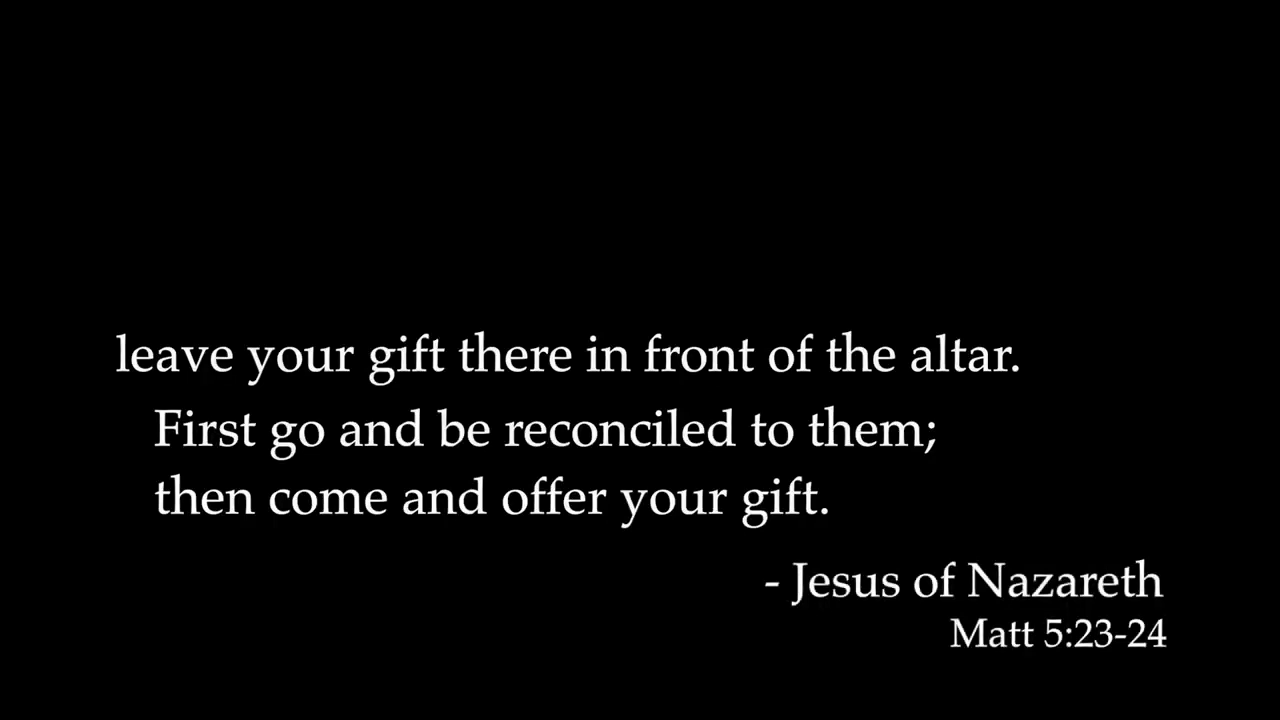 leave your gift there in front of the altar.
First go and be reconciled to them;
then come and offer your gift.
- Jesus of Nazareth
Matt 5:23-24